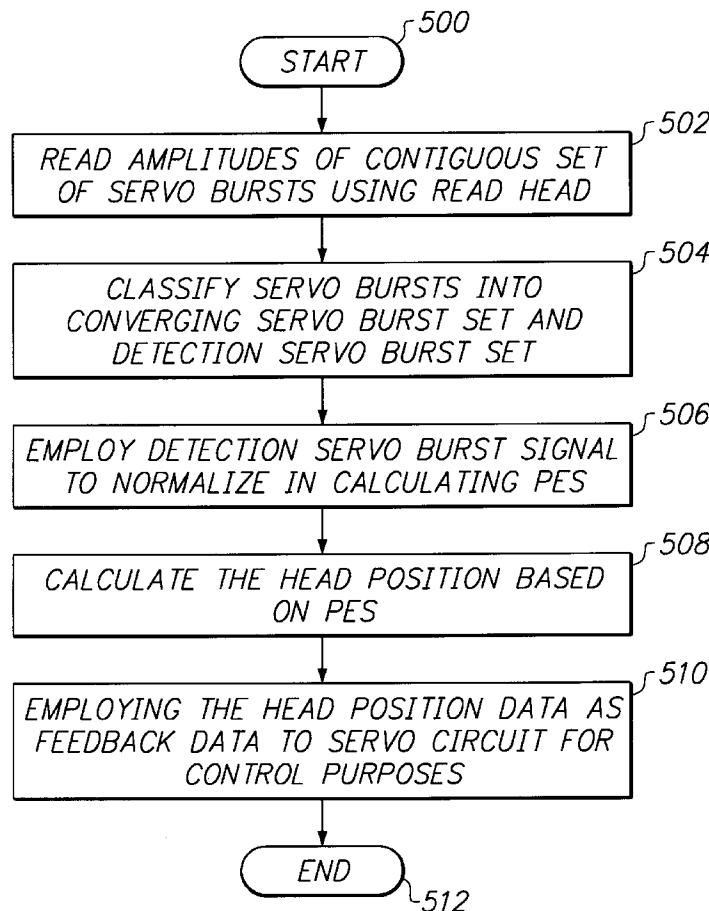 500
START
502
READ AMPLITUDES OF CONTIGUOUS SET
OF SERVO BURSTS USING READ HEAD
504
CLASSIFY SERVO BURSTS INTO
CONVERGING SERVO BURST SET AND
DETECTION SERVO BURST SET
506
EMPLOY DETECTION SERVO BURST SIGNAL
TO NORMALIZE IN CALCULATING PES
508
CALCULATE THE HEAD POSITION BASED
ON PES
510
EMPLOYING THE HEAD POSITION DATA AS
FEEDBACK DATA TO SERVO CIRCUIT FOR
CONTROL PURPOSES
END
512